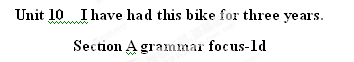 Unit 10 I have had this bike for three years.
Section A grammar focus-1d